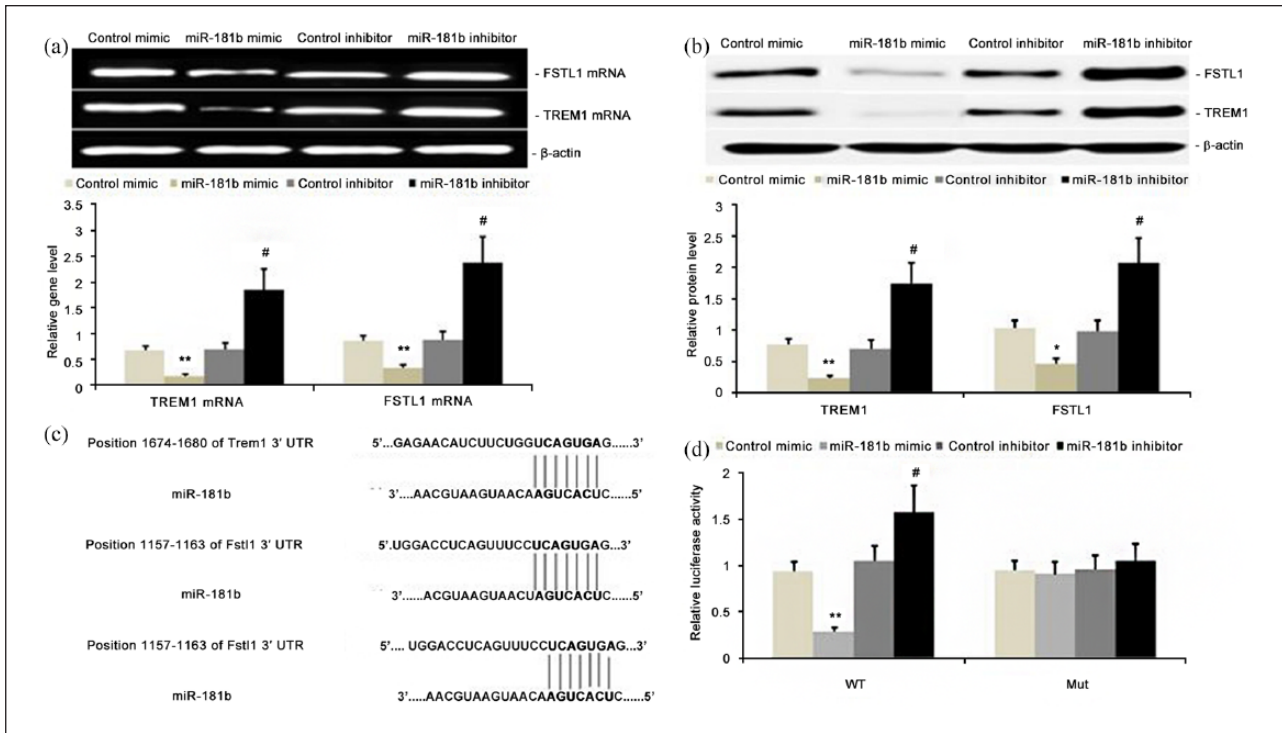 (a)
Control mimic miR-181b mimic Control inhibitor miR-181b inhibitor
- FSTL1 mRNA
- TREM1 mRNA
- β-actin
Control mimic miR-181b mimic Control inhibitor miR-181b inhibitor
Relative gene level
3.5
3
2.5
2
1.5
1
0.5
0
**
#
**
#
TREM1 mRNA FSTL1 mRNA
(b)
Control mimic miR-181b mimic Control inhibitor miR-181b inhibitor
- FSTL1
- TREM1
- β-actin
Control mimic miR-181b mimic Control inhibitor miR-181b inhibitor
Relative protein level
3
2.5
2
1.5
1
0.5
0
**
#
*
#
TREM1 FSTL1
(c)
Position 1674-1680 of Trem1 3' UTR 5'...GAGAACAUCUUCUGGUCAGUGAG......3'
miR-181b 3'....AACGUAAGUAACAAGUCACUC......5'
Position 1157-1163 of Fstl1 3' UTR 5'.UGGACCUCAGUUUCCUCAGUGAG...3'
miR-181b 3'.....ACGUAAGUAACUAGUCACUC......5'
Position 1157-1163 of Fstl1 3' UTR 5'.... UGGACCUCAGUUUCCUCAGUGAG...3'
miR-181b 3'.....AACGUAAGUAACAAGUCACUC......5'
(d)
Control mimic miR-181b mimic Control inhibitor miR-181b inhibitor
Relative luciferase activity
2
1.5
1
0.5
0
**
#
WT Mut